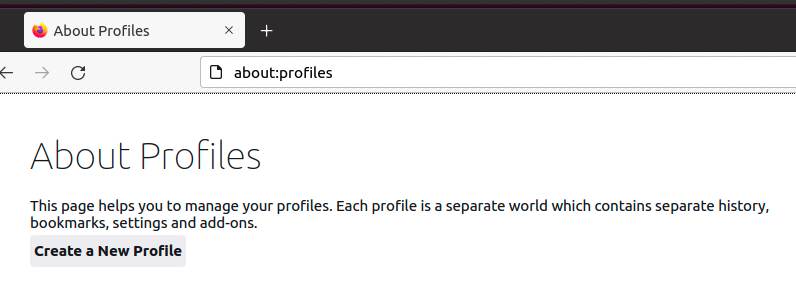 About Profiles
about:profiles
About Profiles
This page helps you to manage your profiles. Each profile is a separate world which contains separate history,
bookmarks, settings and add-ons.
Create a New Profile